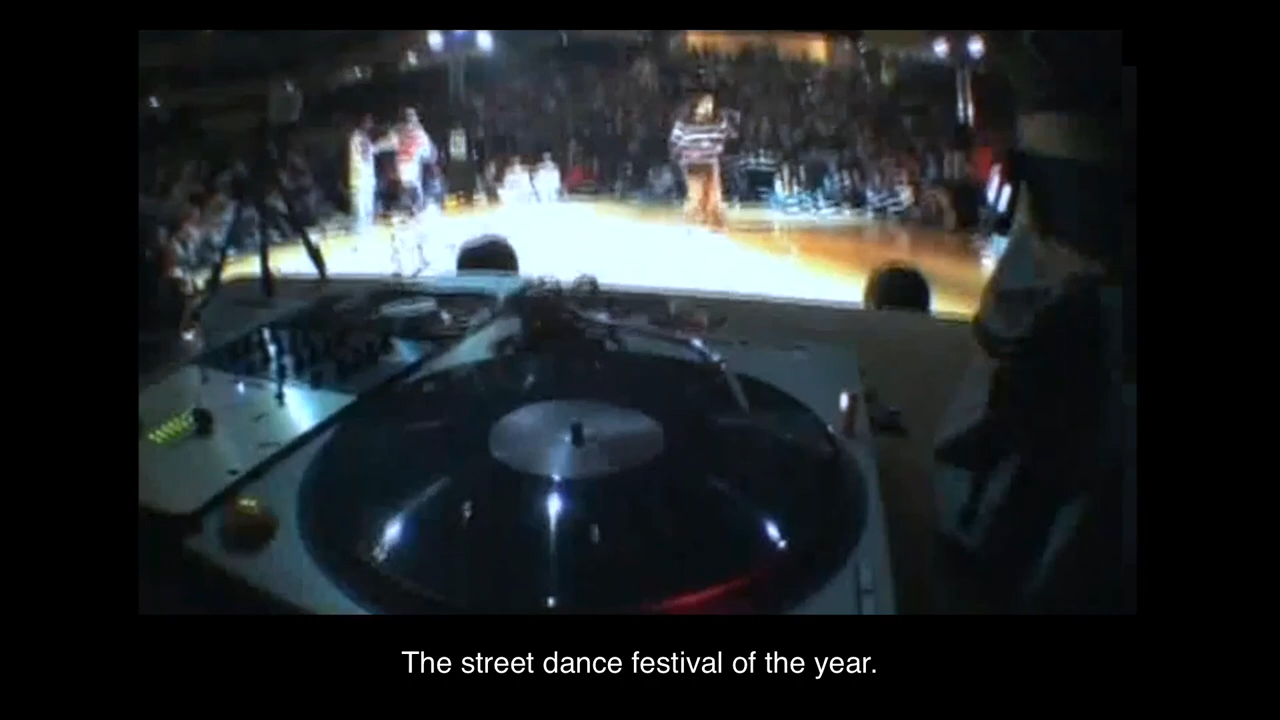 The street dance festival of the year.